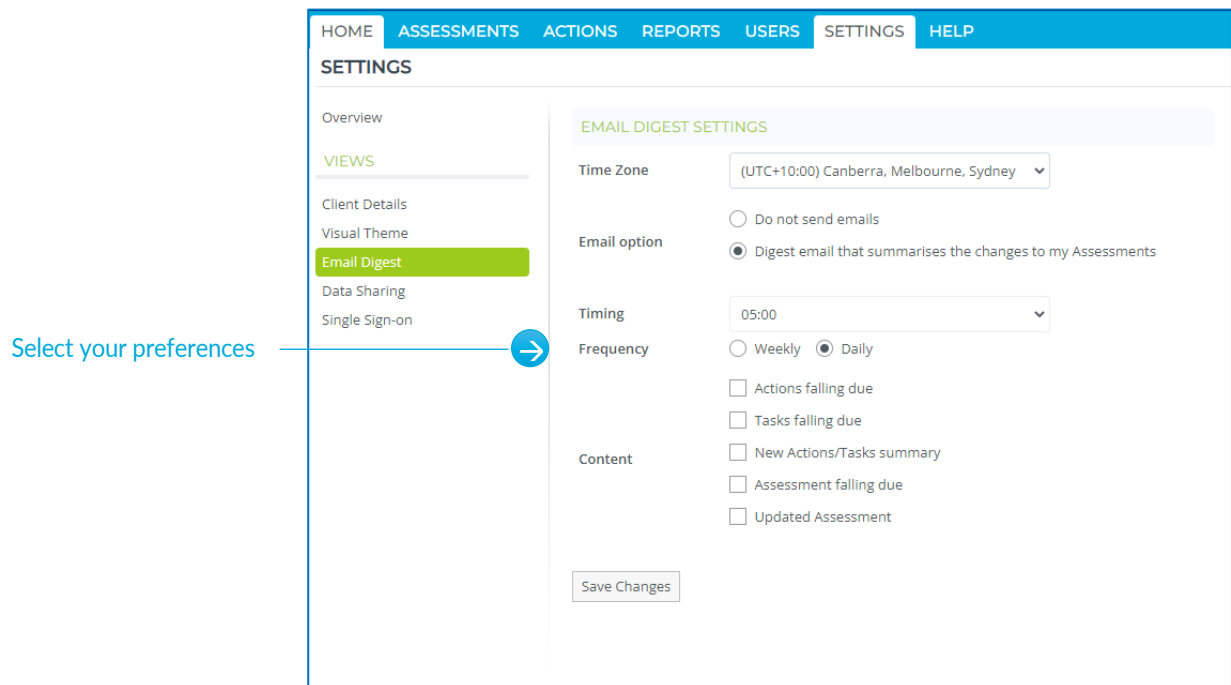 HOME ASSESSMENTS ACTIONS REPORTS USERS SETTINGS HELP
SETTINGS
Overview
VIEWS
Client Details
Visual Theme
Email Digest
Data Sharing
Single Sign-on
Select your preferences
EMAIL DIGEST SETTINGS
Time Zone (UTC+10:00) Canberra, Melbourne, Sydney
Email option
Do not send emails
Digest email that summarises the changes to my Assessments
Timing 05:00
Frequency Weekly Daily
Content
Actions falling due
Tasks falling due
New Actions/Tasks summary
Assessment falling due
Updated Assessment
Save Changes